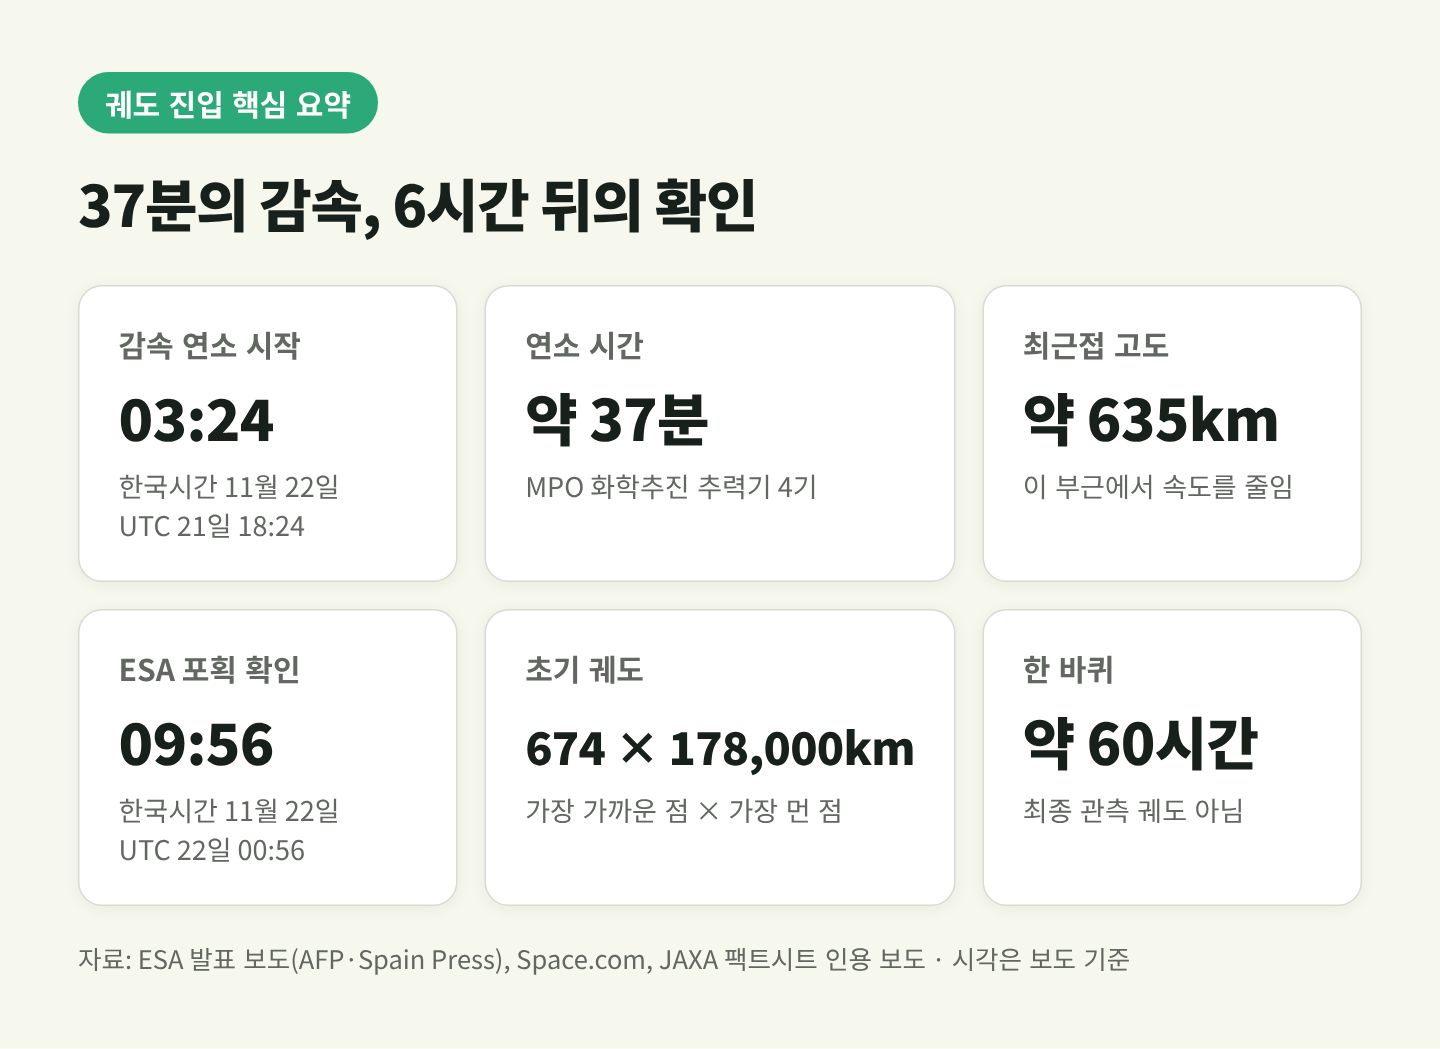 궤도 진입 핵심 요약
37분의 감속, 6시간 뒤의 확인
감속 연소 시작
03:24
한국시간 11월 22일
UTC 21일 18:24
연소 시간
약 37분
MPO 화학추진 추력기 4기
최근접 고도
약 635km
이 부근에서 속도를 줄임
ESA 포획 확인
09:56
한국시간 11월 22일
UTC 22일 00:56
초기 궤도
674 × 178,000km
가장 가까운 점 × 가장 먼 점
한 바퀴
약 60시간
최종 관측 궤도 아님
자료: ESA 발표 보도(AFP·Spain Press), Space.com, JAXA 팩트시트 인용 보도 · 시각은 보도 기준